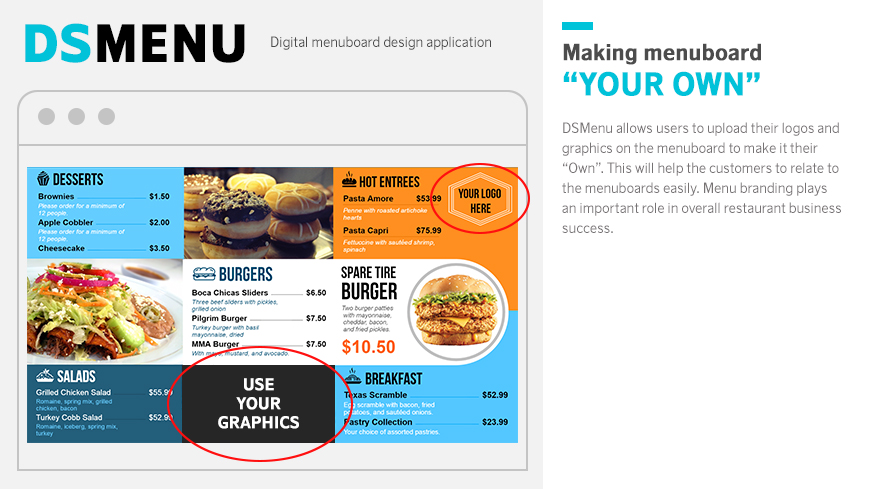 DSMENU
Digital menuboard design application
DESSERTS
Brownies $1.50
Please order for a minimum of
12 people.
Apple Cobbler $2.00
Please order for a minimum of
12 people.
Cheesecake $3.50
HOT ENTREES
Pasta Amore $53.99
Penne with roasted artichoke
hearts
Pasta Capri $75.99
Fettuccine with sautéed shrimp,
spinach
YOUR LOGO
HERE
BURGERS
Boca Chicas Sliders $6.50
Three beef sliders with pickles,
grilled onion
Pilgrim Burger $7.50
Turkey burger with basil
mayonnaise, dried
MMA Burger $7.50
With mayo, mustard, and avocado.
SPARE TIRE
BURGER
Two burger patties
with mayonnaise,
cheddar, bacon,
and fried pickles.
$10.50
SALADS
Grilled Chicken Salad $55.99
Romaine, spring mix, grilled
chicken, bacon
Turkey Cobb Salad $52.99
Romaine, iceberg, spring mix,
turkey
USE
YOUR
GRAPHICS
BREAKFAST
Texas Scramble $52.99
Egg scramble with bacon, fried
potatoes, and sautéed onions.
Pastry Collection $23.99
Your choice of assorted pastries.
Making menuboard
“YOUR OWN”
DSMenu allows users to upload their logos and
graphics on the menuboard to make it their
“Own”. This will help the customers to relate to
the menuboards easily. Menu branding plays
an important role in overall restaurant business
success.